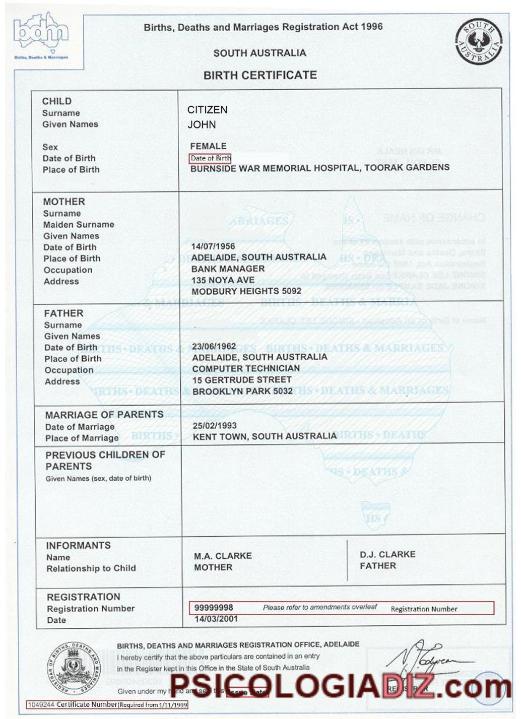 bdm
Births, Deaths & Marriages
Births, Deaths and Marriages Registration Act 1996
SOUTH AUSTRALIA
BIRTH CERTIFICATE
SOUTH AUSTRALIA
CHILD
Surname CITIZEN
Given Names JOHN
Sex FEMALE
Date of Birth Date of Birth
Place of Birth BURNSIDE WAR MEMORIAL HOSPITAL, TOORAK GARDENS
MOTHER
Surname
Maiden Surname
Given Names
Date of Birth 14/07/1956
Place of Birth ADELAIDE, SOUTH AUSTRALIA
Occupation BANK MANAGER
Address 135 NOYA AVE
MODBURY HEIGHTS 5092
FATHER
Surname
Given Names
Date of Birth 23/06/1962
Place of Birth ADELAIDE, SOUTH AUSTRALIA
Occupation COMPUTER TECHNICIAN
Address 15 GERTRUDE STREET
BROOKLYN PARK 5032
MARRIAGE OF PARENTS
Date of Marriage 25/02/1993
Place of Marriage KENT TOWN, SOUTH AUSTRALIA
PREVIOUS CHILDREN OF
PARENTS
Given Names (sex, date of birth)
INFORMANTS
Name M.A. CLARKE D.J. CLARKE
Relationship to Child MOTHER FATHER
REGISTRATION
Registration Number 99999998 Please refer to amendments overleaf Registration Number
Date 14/03/2001
BIRTHS, DEATHS AND MARRIAGES REGISTRATION OFFICE, ADELAIDE
I hereby certify that the above particulars are contained in an entry
in the Register kept in this Office in the State of South Australia
Given under my hand and
REGISTRAR
PSICOLOGIADIZ.com
1049244 Certificate Number(Required from 1/11/1999)